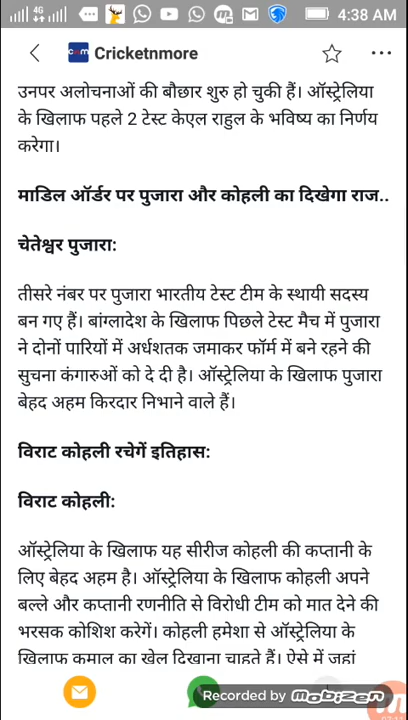 4G
4:38 AM
Cricketnmore
उनपर अलोचनाओं की बौछार शुरु हो चुकी हैं। ऑस्ट्रेलिया
के खिलाफ पहले 2 टेस्ट केएल राहुल के भविष्य का निर्णय
करेगा।
माडिल ऑर्डर पर पुजारा और कोहली का दिखेगा राज..
चेतेश्वर पुजारा:
तीसरे नंबर पर पुजारा भारतीय टेस्ट टीम के स्थायी सदस्य
बन गए हैं। बांग्लादेश के खिलाफ पिछले टेस्ट मैच में पुजारा
ने दोनों पारियों में अर्धशतक जमाकर फॉर्म में बने रहने की
सुचना कंगारुओं को दे दी है। ऑस्ट्रेलिया के खिलाफ पुजारा
बेहद अहम किरदार निभाने वाले हैं।
विराट कोहली रचेगें इतिहास:
विराट कोहली:
ऑस्ट्रेलिया के खिलाफ यह सीरीज कोहली की कप्तानी के
लिए बेहद अहम है। ऑस्ट्रेलिया के खिलाफ कोहली अपने
बल्ले और कप्तानी रणनीति से विरोधी टीम को मात देने की
भरसक कोशिश करेगें। कोहली हमेशा से ऑस्ट्रेलिया के
खिलाफ कमाल का खेल दिखाना चाहते हैं। ऐसे में जहां
Recorded by mobizen